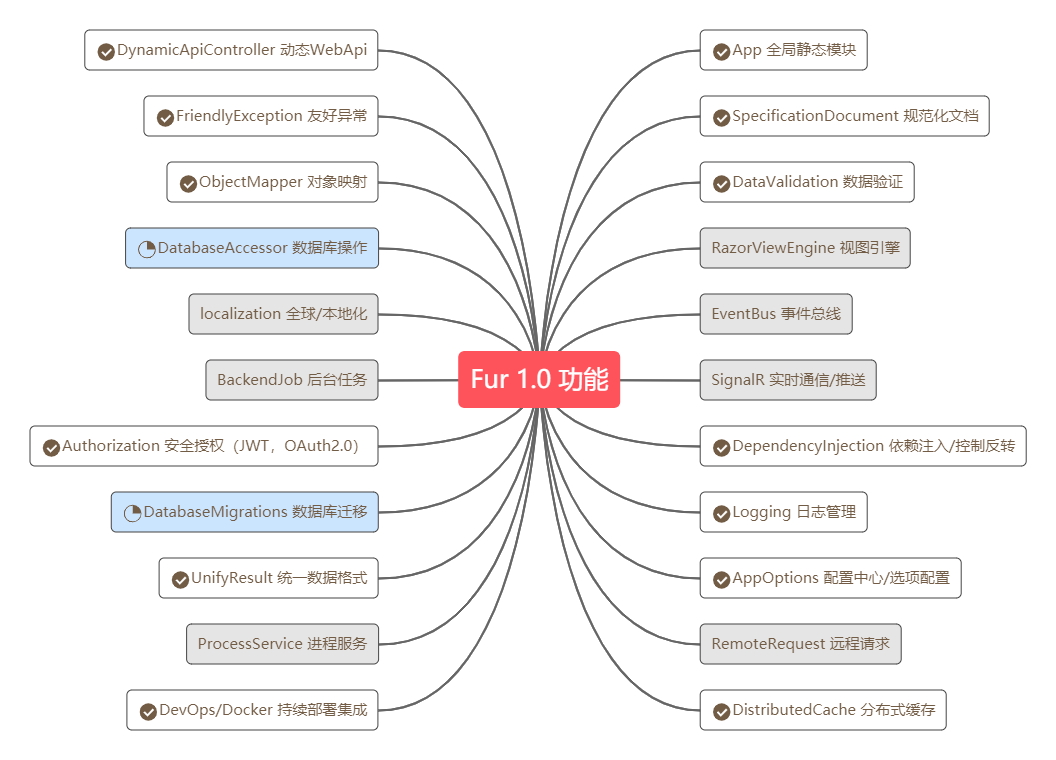 DynamicApiController 动态WebApi
FriendlyException 友好异常
ObjectMapper 对象映射
DatabaseAccessor 数据库操作
localization 全球/本地化
BackendJob 后台任务
Authorization 安全授权（JWT，OAuth2.0）
DatabaseMigrations 数据库迁移
UnifyResult 统一数据格式
ProcessService 进程服务
DevOps/Docker 持续部署集成
Fur 1.0 功能
App 全局静态模块
SpecificationDocument 规范化文档
DataValidation 数据验证
RazorViewEngine 视图引擎
EventBus 事件总线
SignalR 实时通信/推送
DependencyInjection 依赖注入/控制反转
Logging 日志管理
AppOptions 配置中心/选项配置
RemoteRequest 远程请求
DistributedCache 分布式缓存